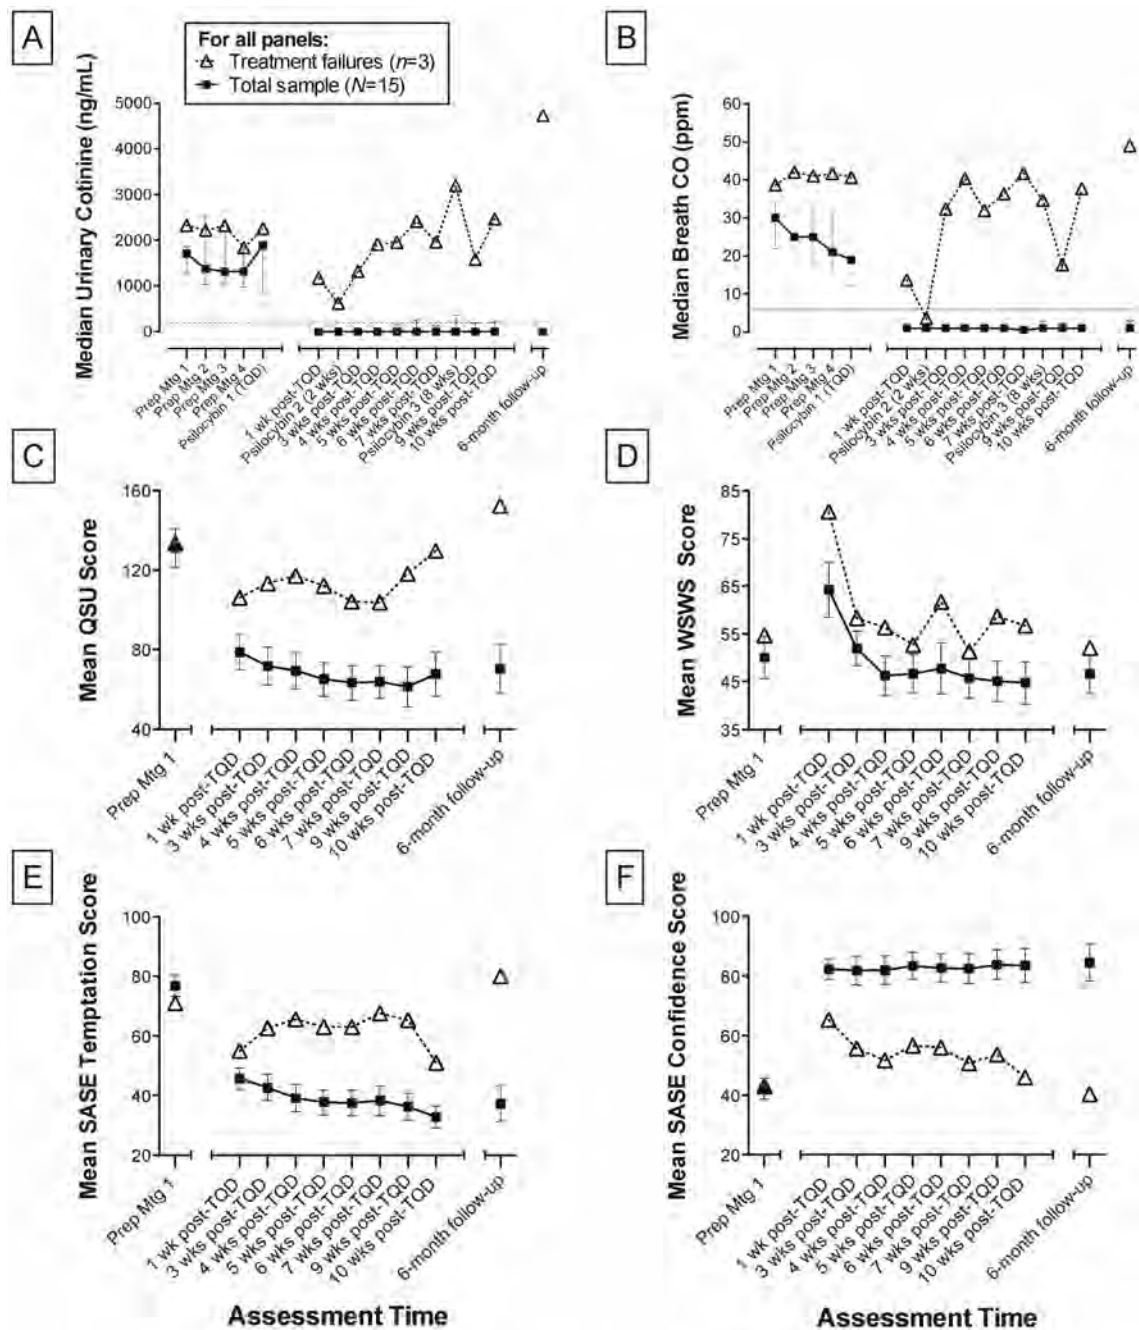 A
For all panels:
Treatment failures (n=3)
Total sample (N=15)
Median Urinary Cotinine (ng/mL)
5000
4000
3000
2000
1000
0
Prep Mtg 1
Prep Mtg 2
Prep Mtg 3
Prep Mtg 4
Psilocybin 1 (TQD)
1 wk post-TQD
Psilocybin 2 (2 wks)
3 wks post-TQD
4 wks post-TQD
5 wks post-TQD
6 wks post-TQD
7 wks post-TQD
Psilocybin 3 (8 wks)
9 wks post-TQD
10 wks post-TQD
6-month follow-up
B
Median Breath CO (ppm)
60
50
40
30
20
10
0
Prep Mtg 1
Prep Mtg 2
Prep Mtg 3
Prep Mtg 4
Psilocybin 1 (TQD)
1 wk post-TQD
Psilocybin 2 (2 wks)
3 wks post-TQD
4 wks post-TQD
5 wks post-TQD
6 wks post-TQD
7 wks post-TQD
Psilocybin 3 (8 wks)
9 wks post-TQD
10 wks post-TQD
6-month follow-up
C
Mean QSU Score
160
120
80
40
Prep Mtg 1
1 wk post-TQD
3 wks post-TQD
4 wks post-TQD
5 wks post-TQD
6 wks post-TQD
7 wks post-TQD
9 wks post-TQD
10 wks post-TQD
6-month follow-up
D
Mean WSWS Score
85
75
65
55
45
35
Prep Mtg 1
1 wk post-TQD
3 wks post-TQD
4 wks post-TQD
5 wks post-TQD
6 wks post-TQD
7 wks post-TQD
9 wks post-TQD
10 wks post-TQD
6-month follow-up
E
Mean SASE Temptation Score
100
80
60
40
20
Prep Mtg 1
1 wk post-TQD
3 wks post-TQD
4 wks post-TQD
5 wks post-TQD
6 wks post-TQD
7 wks post-TQD
9 wks post-TQD
10 wks post-TQD
6-month follow-up
Assessment Time
F
Mean SASE Confidence Score
100
80
60
40
20
Prep Mtg 1
1 wk post-TQD
3 wks post-TQD
4 wks post-TQD
5 wks post-TQD
6 wks post-TQD
7 wks post-TQD
9 wks post-TQD
10 wks post-TQD
6-month follow-up
Assessment Time